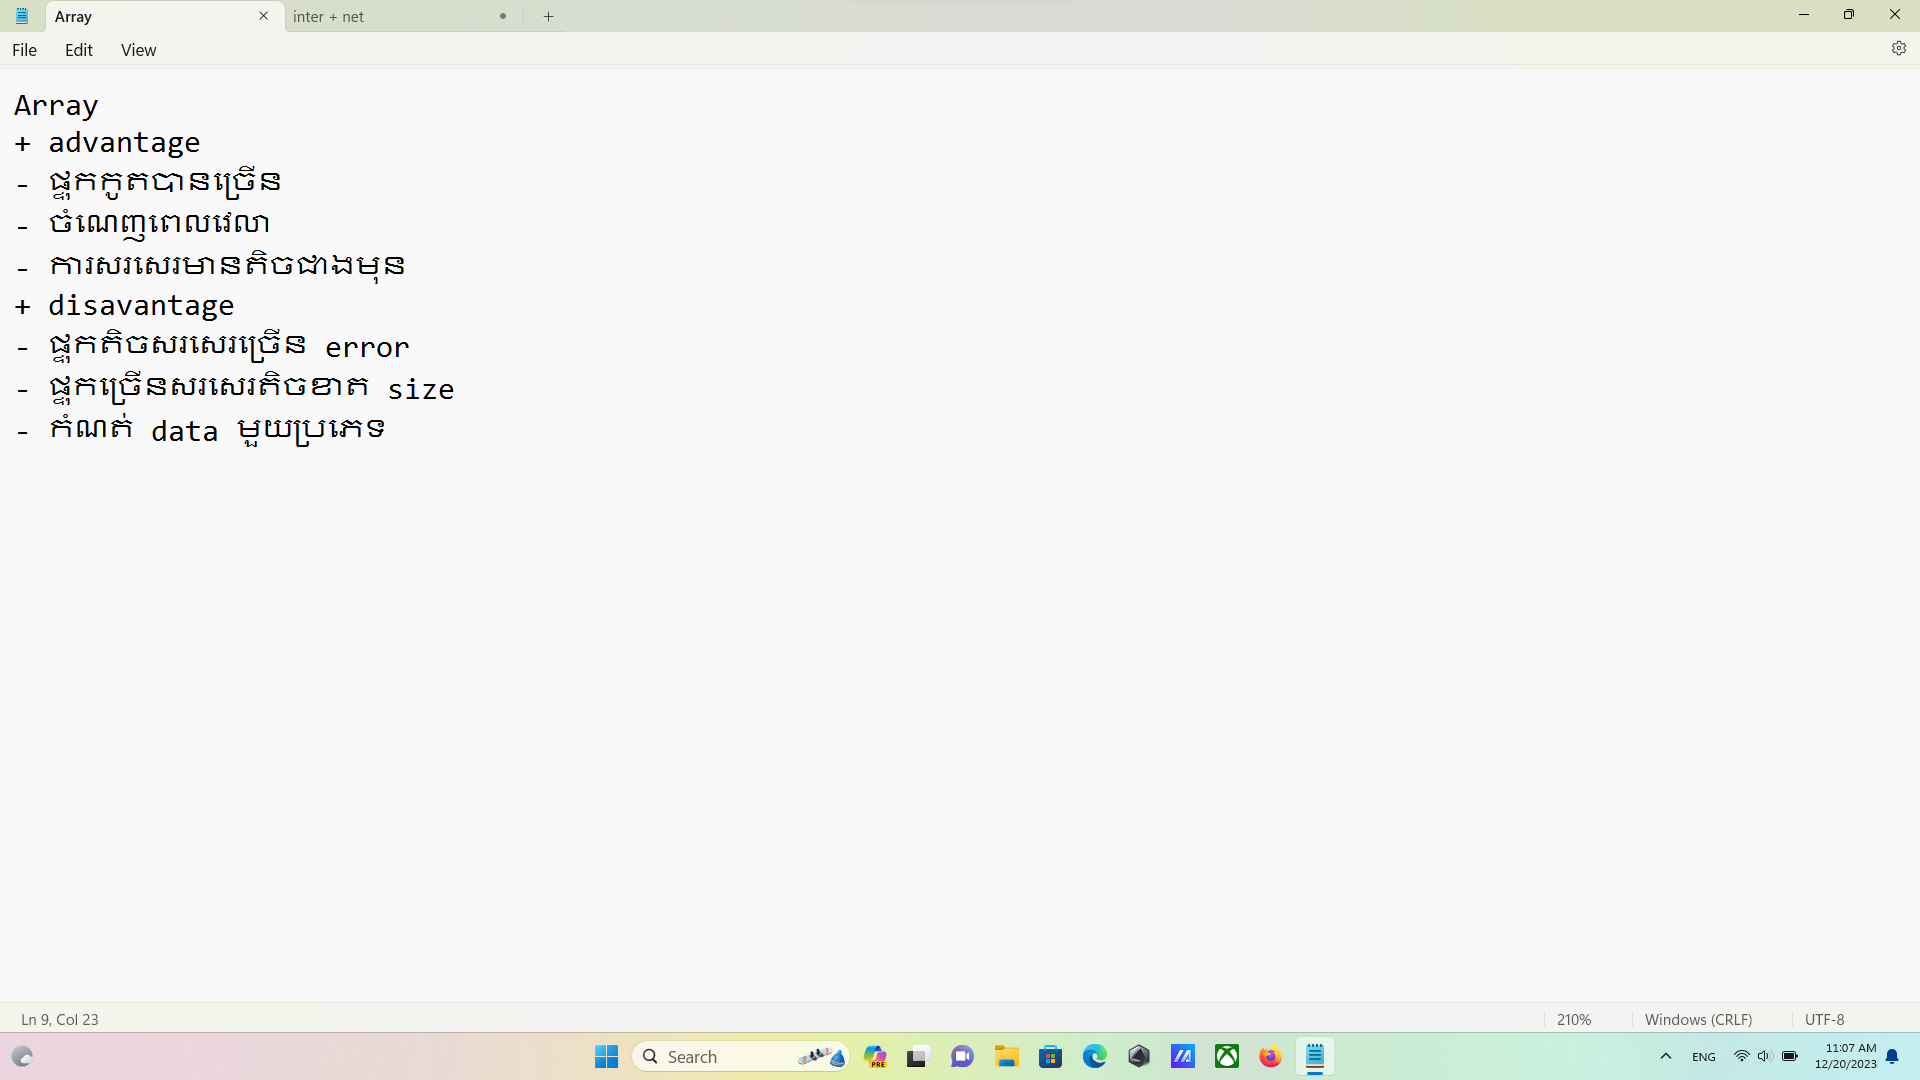 Array
inter + net
File Edit View
Array
+ advantage
- ផ្ទុកកូតបានច្រើន
- ចំណេញពេលវេលា
- ការសរសេរមានតិចជាងមុន
+ disavantage
- ផ្ទុកតិចសរសេរច្រើន error
- ផ្ទុកច្រើនសរសេរតិចខាត size
- កំណត់ data មួយប្រភេទ
Ln 9, Col 23
210%
Windows (CRLF)
UTF-8
Search
PRE
ENG
11:07 AM
12/20/2023